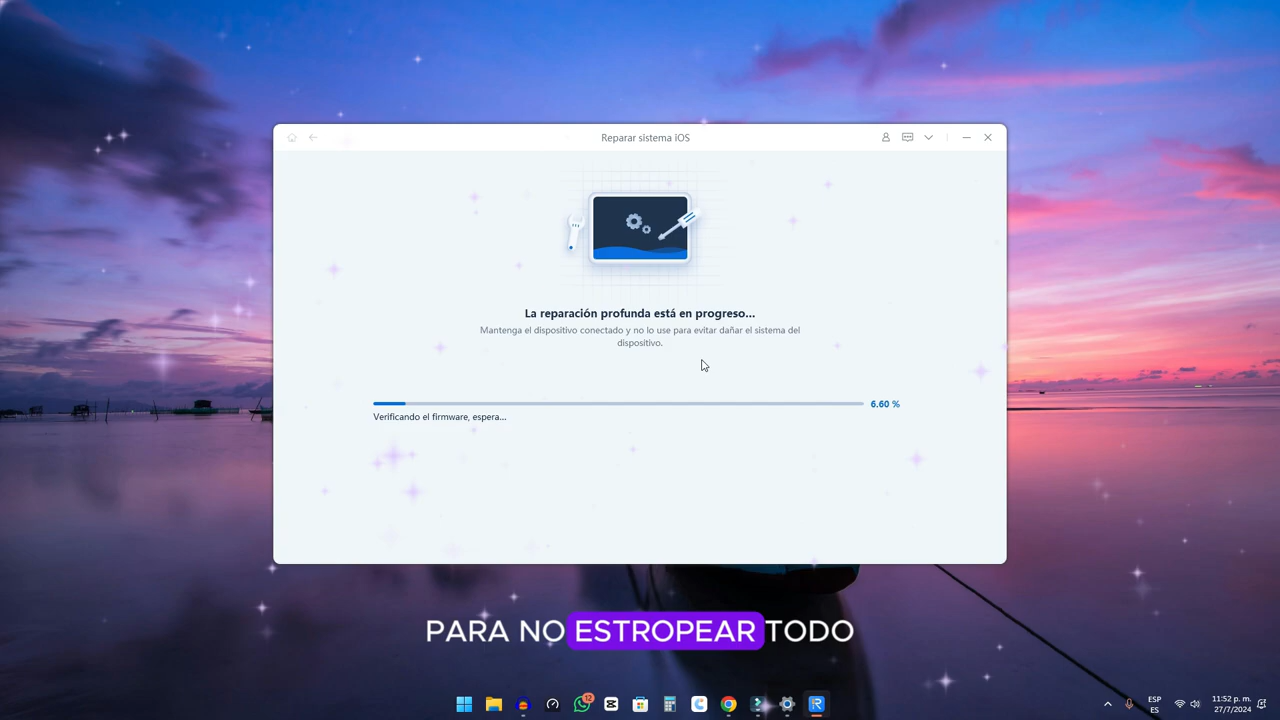 Reparar sistema iOS
La reparación profunda está en progreso...
Mantenga el dispositivo conectado y no lo use para evitar dañar el sistema del
dispositivo.
6.60 %
Verificando el firmware, espera...
PARA NO ESTROPEAR TODO
12
ESP
ES
11:52 p. m.
27/7/2024